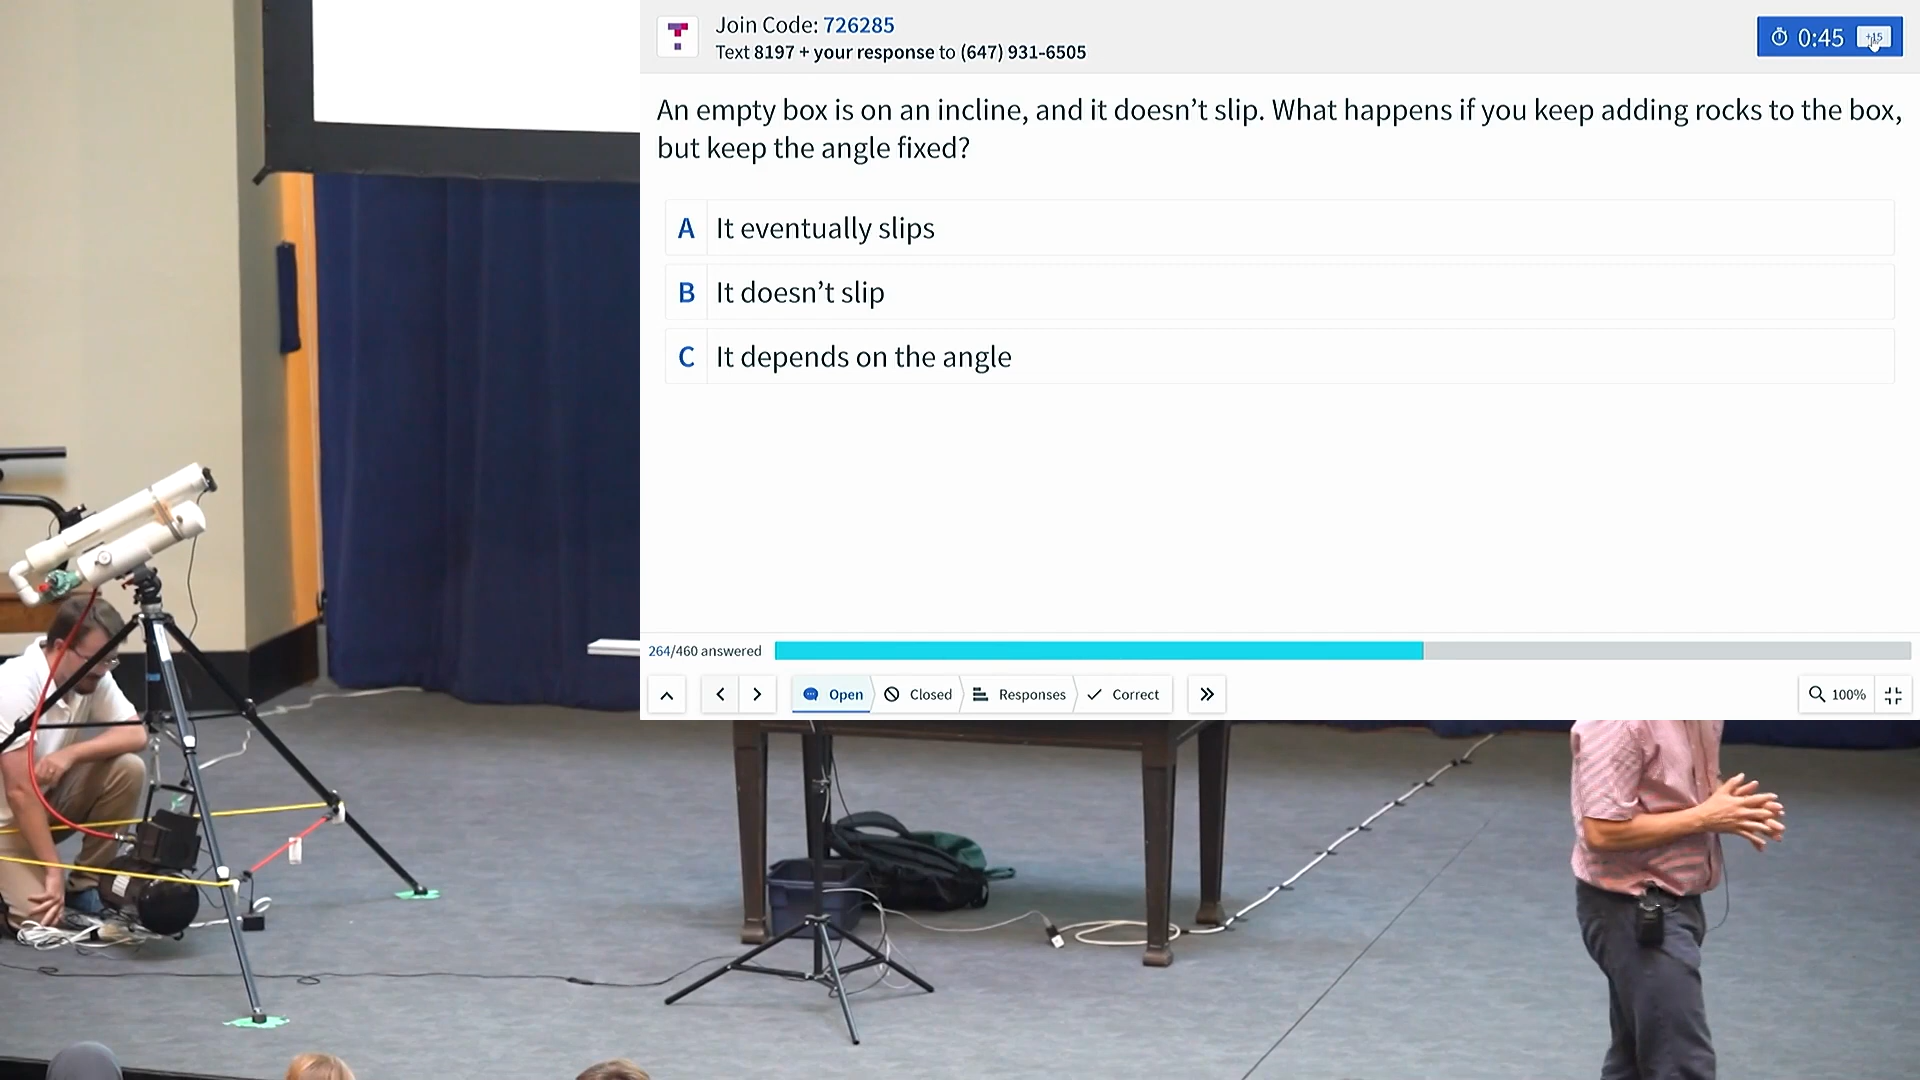 Join Code: 726285
Text 8197 + your response to (647) 931-6505
0:45
+15
An empty box is on an incline, and it doesn’t slip. What happens if you keep adding rocks to the box,
but keep the angle fixed?
A It eventually slips
B It doesn’t slip
C It depends on the angle
264/460 answered
Open
Closed
Responses
Correct
100%